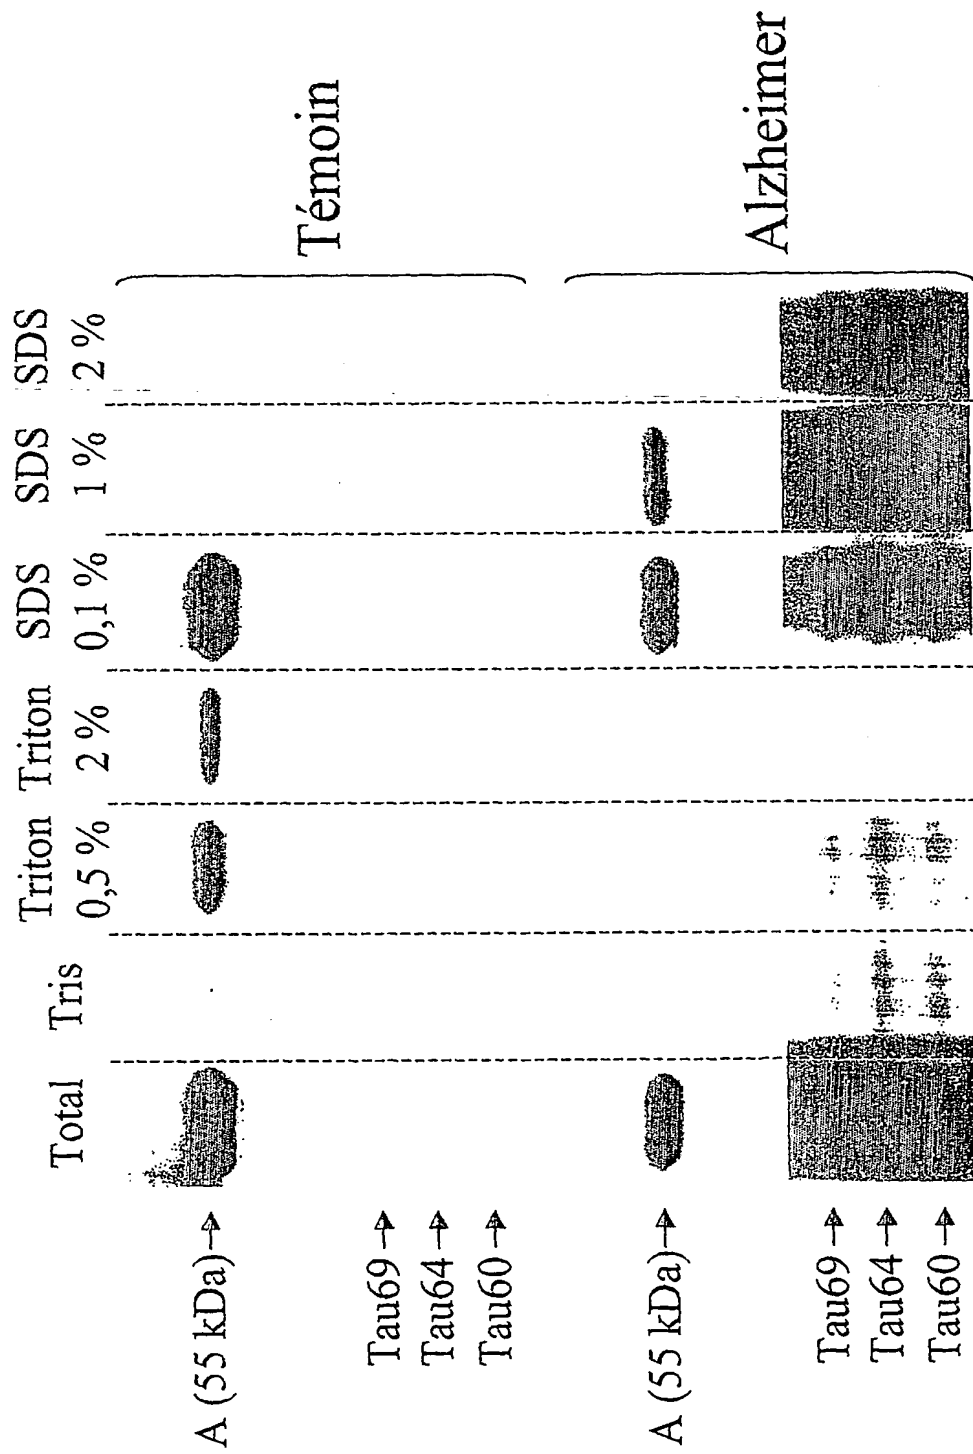 Total
Tris
Triton
0,5 %
Triton
2 %
SDS
0,1 %
SDS
1 %
SDS
2 %
A (55 kDa)
Tau69
Tau64
Tau60
Témoin
A (55 kDa)
Tau69
Tau64
Tau60
Alzheimer